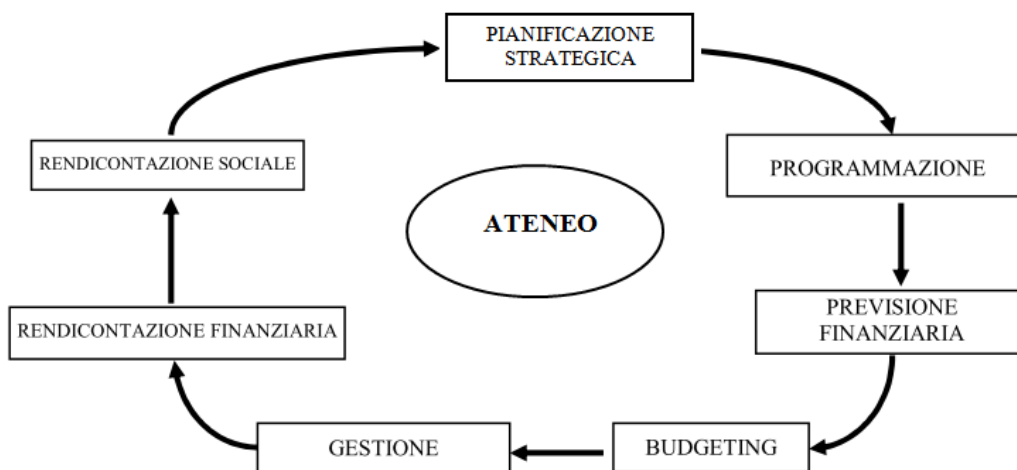 PIANIFICAZIONE
STRATEGICA
RENDICONTAZIONE SOCIALE
PROGRAMMAZIONE
ATENEO
RENDICONTAZIONE FINANZIARIA
PREVISIONE
FINANZIARIA
GESTIONE
BUDGETING